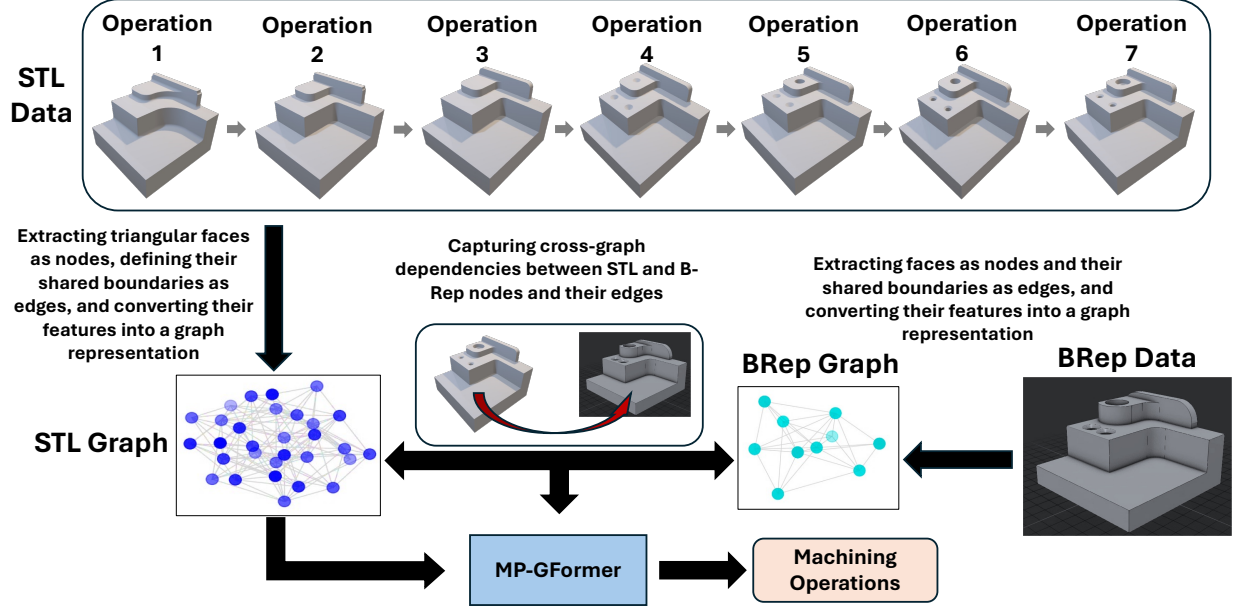 Operation
1
Operation
2
Operation
3
Operation
4
Operation
5
Operation
6
Operation
7
STL
Data
Extracting triangular faces
as nodes, defining their
shared boundaries as
edges, and converting their
features into a graph
representation
Capturing cross-graph
dependencies between STL and B-
Rep nodes and their edges
Extracting faces as nodes and their
shared boundaries as edges, and
converting their features into a graph
representation
BRep Graph
BRep Data
STL Graph
MP-GFormer
Machining
Operations